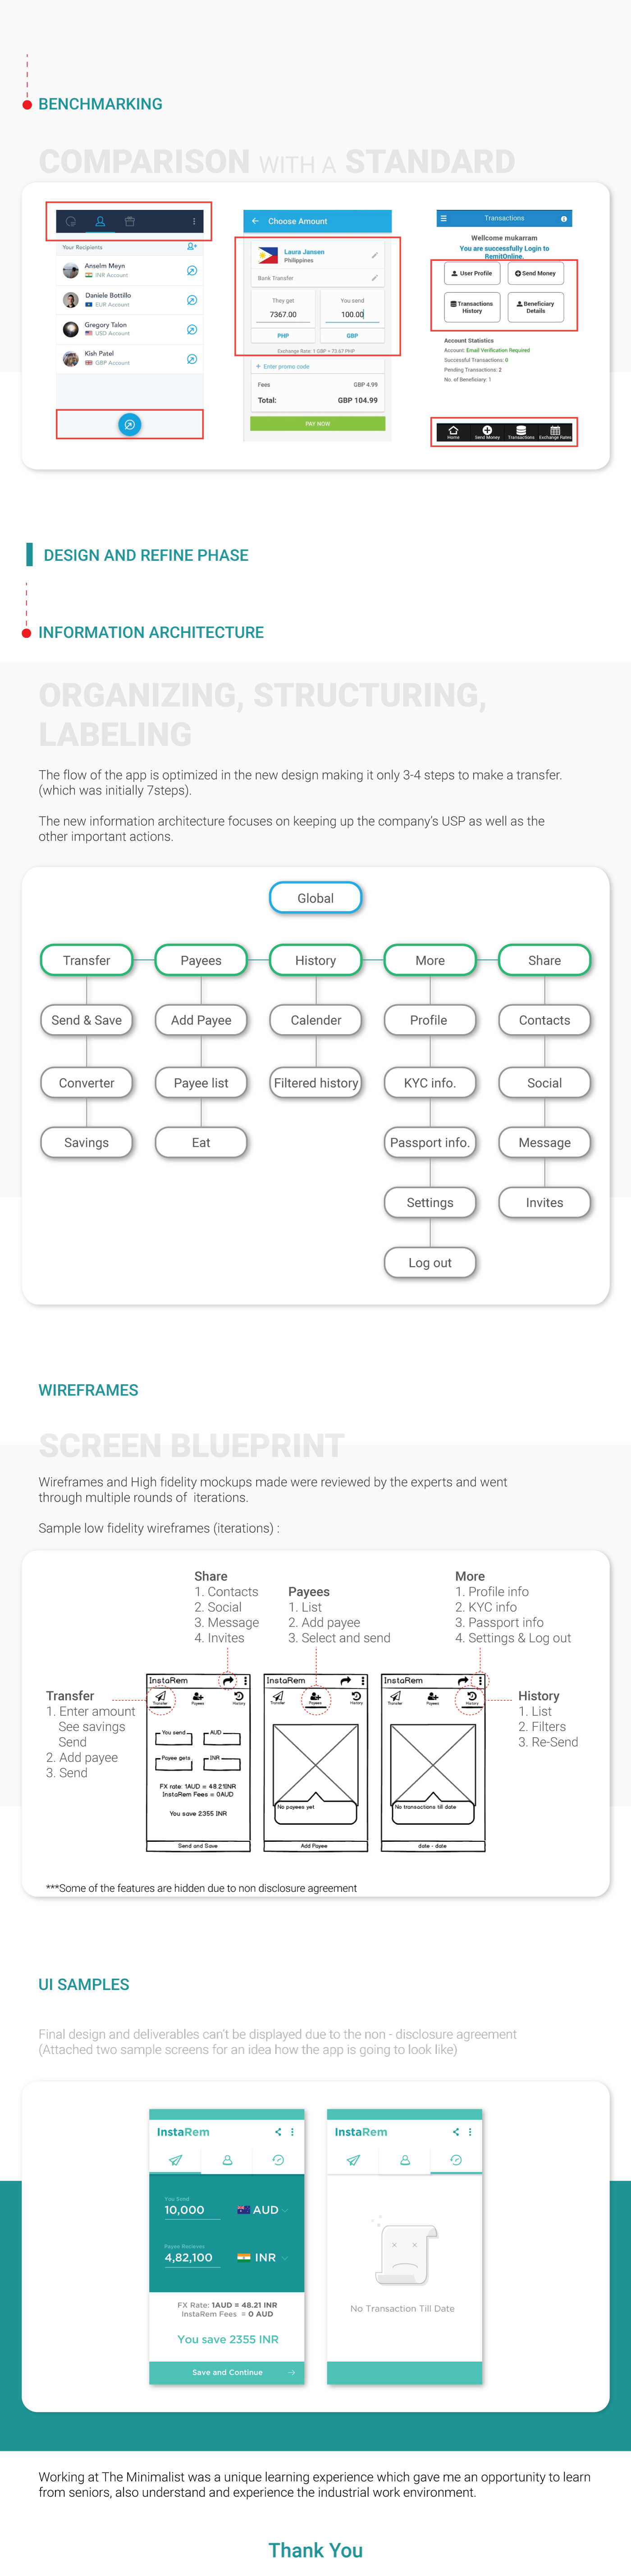 BENCHMARKING
COMPARISON WITH A STANDARD
Your Recipients
Anselm Meyn
INR Account
Daniele Bottillo
EUR Account
Gregory Talon
USD Account
Kish Patel
GBP Account
Choose Amount
Laura Jansen
Philippines
Bank Transfer
They get
You send
7367.00
100.00
PHP
GBP
Exchange Rate: 1 GBP = 73.67 PHP
+ Enter promo code
Fees
GBP 4.99
Total:
GBP 104.99
PAY NOW
Transactions
Wellcome mukarram
You are successfully Login to
RemitOnline.
User Profile
Send Money
Transactions
History
Beneficiary
Details
Account Statistics
Account: Email Verification Required
Successful Transactions: 0
Pending Transactions: 2
No. of Beneficiary: 1
Home
Send Money
Transactions
Exchange Rates
DESIGN AND REFINE PHASE
INFORMATION ARCHITECTURE
ORGANIZING, STRUCTURING,
LABELING
The flow of the app is optimized in the new design making it only 3-4 steps to make a transfer.
(which was initially 7steps).
The new information architecture focuses on keeping up the company's USP as well as the
other important actions.
Global
Transfer
Payees
History
More
Share
Send & Save
Add Payee
Calender
Profile
Contacts
Converter
Payee list
Filtered history
KYC info.
Social
Savings
Eat
Passport info.
Message
Settings
Invites
Log out
WIREFRAMES
SCREEN BLUEPRINT
Wireframes and High fidelity mockups made were reviewed by the experts and went
through multiple rounds of iterations.
Sample low fidelity wireframes (iterations) :
Share
1. Contacts
2. Social
3. Message
4. Invites
Payees
1. List
2. Add payee
3. Select and send
More
1. Profile info
2. KYC info
3. Passport info
4. Settings & Log out
Transfer
1. Enter amount
See savings
Send
2. Add payee
3. Send
History
1. List
2. Filters
3. Re-Send
InstaRem
Transfer
Payees
History
You send
AUD
Payee gets
INR
FX rate: 1AUD = 48.21INR
InstaRem Fees = 0AUD
You save 2355 INR
Send and Save
InstaRem
Transfer
Payees
History
No payees yet
Add Payee
InstaRem
Transfer
Payees
History
No transactions till date
date - date
***Some of the features are hidden due to non disclosure agreement
UI SAMPLES
Final design and deliverables can't be displayed due to the non - disclosure agreement
(Attached two sample screens for an idea how the app is going to look like)
InstaRem
You Send
10,000
AUD
Payee Recieves
4,82,100
INR
FX Rate: 1AUD = 48.21 INR
InstaRem Fees = 0 AUD
You save 2355 INR
Save and Continue
InstaRem
No Transaction Till Date
Working at The Minimalist was a unique learning experience which gave me an opportunity to learn
from seniors, also understand and experience the industrial work environment.
Thank You